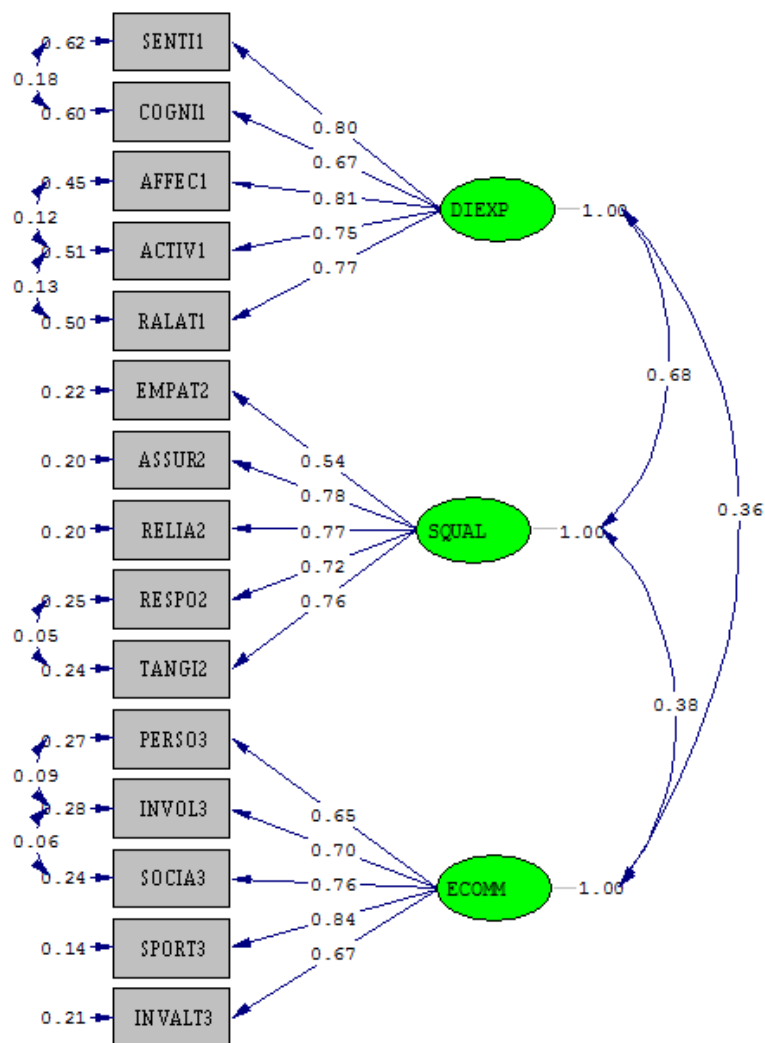 0.62 SENTI1
0.18
0.60 COGNI1
0.80
0.67
0.45 AFFEC1
0.81
DIEXP 1.00
0.12
0.51 ACTIV1
0.75
0.77
0.13
0.50 RALAT1
0.68
0.22 EMPAT2
0.20 ASSUR2
0.54
0.78
0.36
0.20 RELIA2
0.77
SQUAL 1.00
0.72
0.25 RESPO2
0.76
0.05
0.24 TANGI2
0.38
0.27 PERSO3
0.09
0.28 INVOL3
0.65
0.70
0.06
0.24 SOCIA3
0.76
ECOMM 1.00
0.84
0.14 SPORT3
0.67
0.21 INVALT3